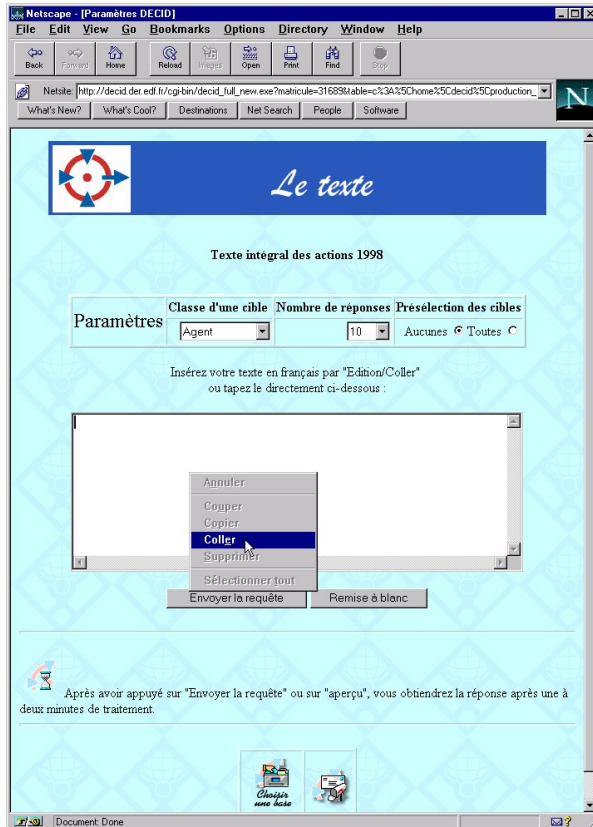 Netscape - [Paramètres DECID]
File Edit View Go Bookmarks Options Directory Window Help
Back Forward Home Reload Images Open Print Find Stop
Netsite: http://decid.der.edf.fr/cgi-bin/decid_full_new.exe?matricule=31689&table=c%3A%5Chome%5Cdecid%5Cproduction_
What's New? What's Cool? Destinations Net Search People Software
N
Le texte
Texte intégral des actions 1998
Classe d'une cible Nombre de réponses Présélection des cibles
Paramètres Agent 10 Aucunes Toutes
Insérez votre texte en français par "Edition/Coller"
ou tapez le directement ci-dessous :
Annuler
Couper
Copier
Coller
Supprimer
Sélectionner tout
Envoyer la requête Remise à blanc
Après avoir appuyé sur "Envoyer la requête" ou sur "aperçu", vous obtiendrez la réponse après une à
deux minutes de traitement.
Choisir
une base
Document: Done